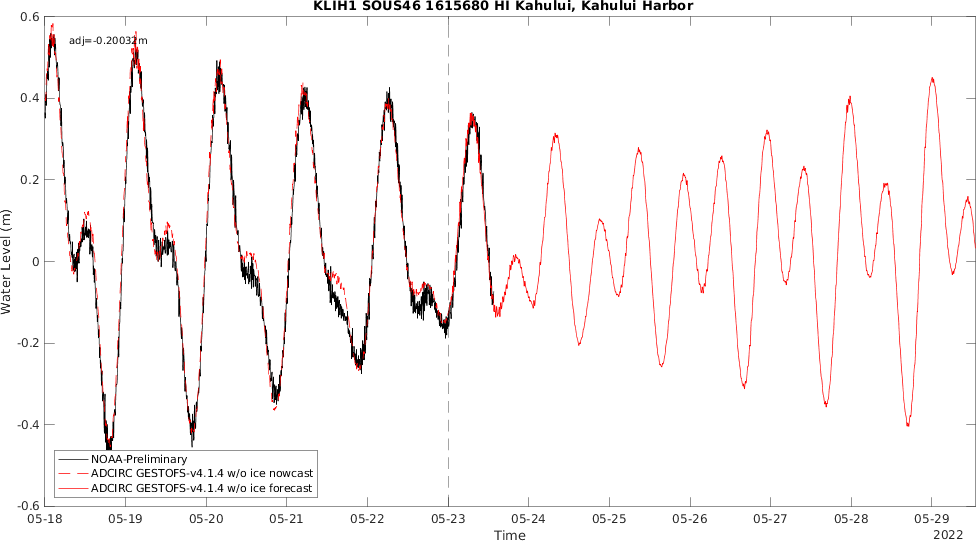 KLIH1 SOUS46 1615680 HI Kahului, Kahului Harbor
0.6
adj=-0.20032m
0.4
0.2
0
-0.2
-0.4
-0.6
Water Level (m)
NOAA-Preliminary
ADCIRC GESTOFS-v4.1.4 w/o ice nowcast
ADCIRC GESTOFS-v4.1.4 w/o ice forecast
05-18 05-19 05-20 05-21 05-22 05-23 05-24 05-25 05-26 05-27 05-28 05-29
Time
2022